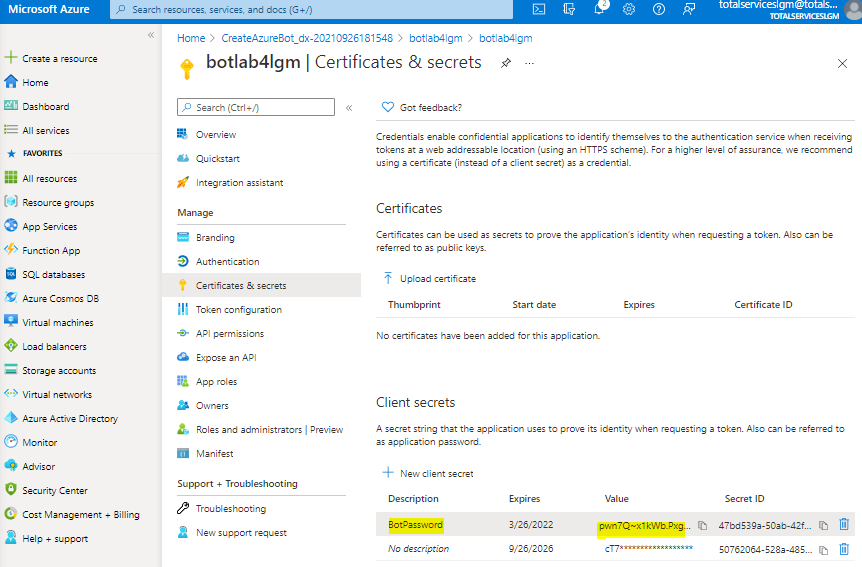 Microsoft Azure
Search resources, services, and docs (G+/)
2
totalserviceslgm@totals...
TOTALSERVICESLGM
Create a resource
Home
Dashboard
All services
FAVORITES
All resources
Resource groups
App Services
Function App
SQL databases
Azure Cosmos DB
Virtual machines
Load balancers
Storage accounts
Virtual networks
Azure Active Directory
Monitor
Advisor
Security Center
Cost Management + Billing
Help + support
Home > CreateAzureBot_dx-20210926181548 > botlab4lgm > botlab4lgm
botlab4lgm | Certificates & secrets
Search (Ctrl+/)
Overview
Quickstart
Integration assistant
Manage
Branding
Authentication
Certificates & secrets
Token configuration
API permissions
Expose an API
App roles
Owners
Roles and administrators | Preview
Manifest
Support + Troubleshooting
Troubleshooting
New support request
Got feedback?
Credentials enable confidential applications to identify themselves to the authentication service when receiving
tokens at a web addressable location (using an HTTPS scheme). For a higher level of assurance, we recommend
using a certificate (instead of a client secret) as a credential.
Certificates
Certificates can be used as secrets to prove the application's identity when requesting a token. Also can be
referred to as public keys.
Upload certificate
Thumbprint Start date Expires Certificate ID
No certificates have been added for this application.
Client secrets
A secret string that the application uses to prove its identity when requesting a token. Also can be referred to
as application password.
New client secret
Description Expires Value Secret ID
BotPassword 3/26/2022 pwn7Q~x1kWb.Pxg... 47bd539a-50ab-42f...
No description 9/26/2026 cT7****************** 50762064-528a-485...